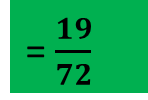 = 19/72